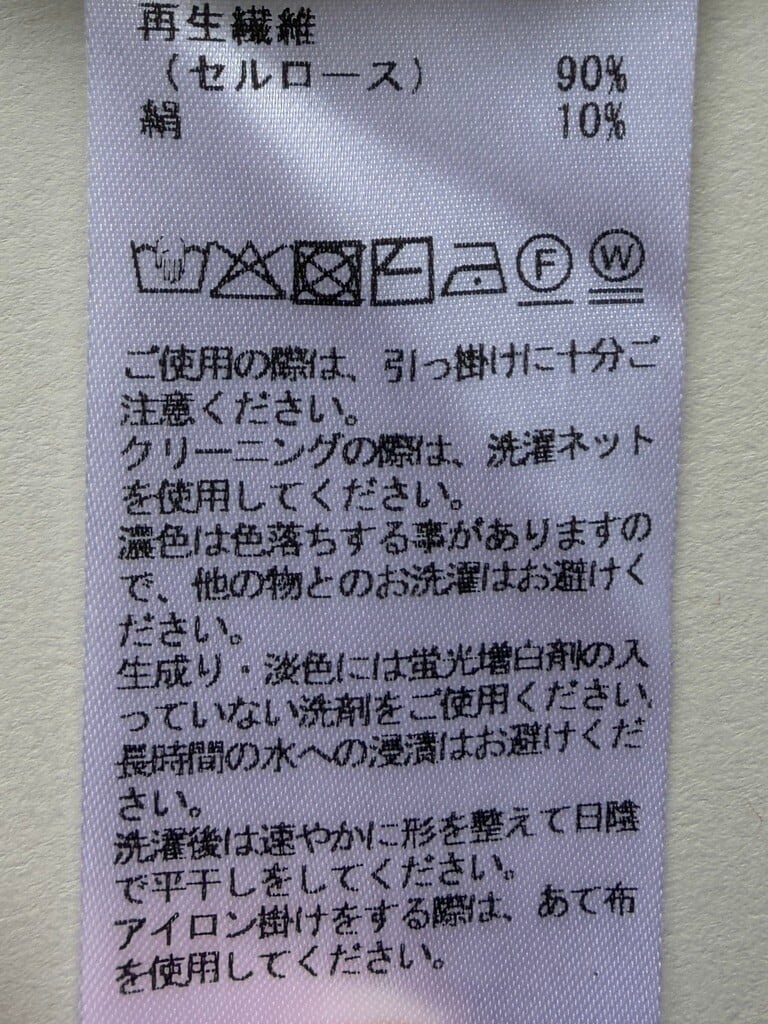 再生繊維
（セルロース） 90%
絹 10%
F W
ご使用の際は、引っ掛けに十分ご
注意ください。
クリーニングの際は、洗濯ネット
を使用してください。
濃色は色落ちする事がありますの
で、他の物とのお洗濯はお避けく
ださい。
生成り・淡色には蛍光増白剤の入
っていない洗剤をご使用ください。
長時間の水への浸漬はお避けくだ
さい。
洗濯後は速やかに形を整えて日陰
で平干しをしてください。
アイロン掛けをする際は、あて布
を使用してください。